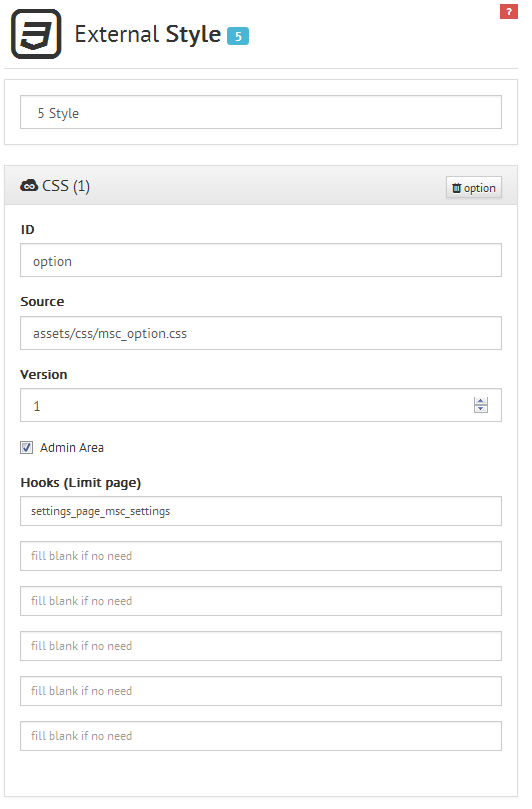 External Style 5
?
5 Style
CSS (1)
option
ID
option
Source
assets/css/msc_option.css
Version
1
Admin Area
Hooks (Limit page)
settings_page_msc_settings
fill blank if no need
fill blank if no need
fill blank if no need
fill blank if no need
fill blank if no need